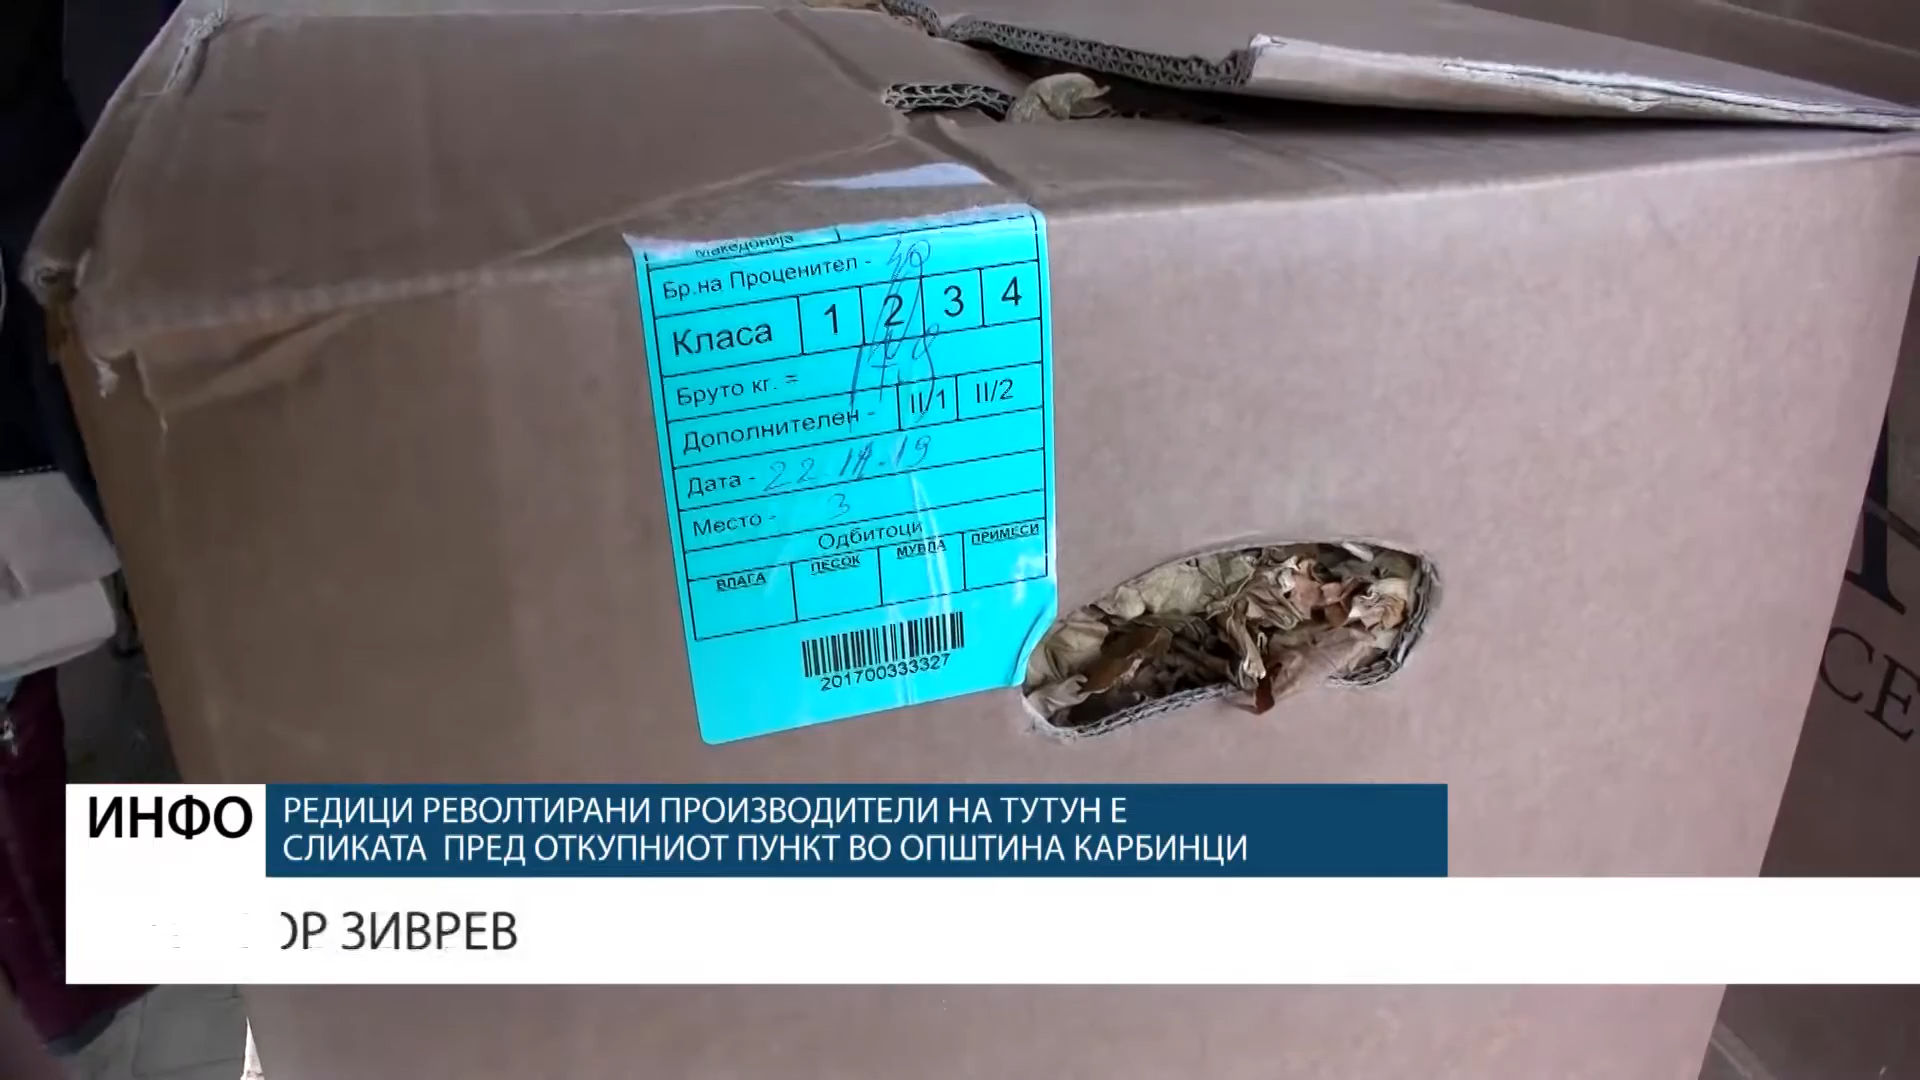 Македонија
Бр.на Проценител - 40
Класа 1 2 3 4
Бруто кг. =
Дополнителен - II/1 II/2
Дата - 22.11.19
Место - 3
Одбитоци
ВЛАГА ПЕСОК МУВЛА ПРИМЕСИ
201700333327
CE
ИНФО
РЕДИЦИ РЕВОЛТИРАНИ ПРОИЗВОДИТЕЛИ НА ТУТУН Е
СЛИКАТА ПРЕД ОТКУПНИОТ ПУНКТ ВО ОПШТИНА КАРБИНЦИ
ОР ЗИВРЕВ